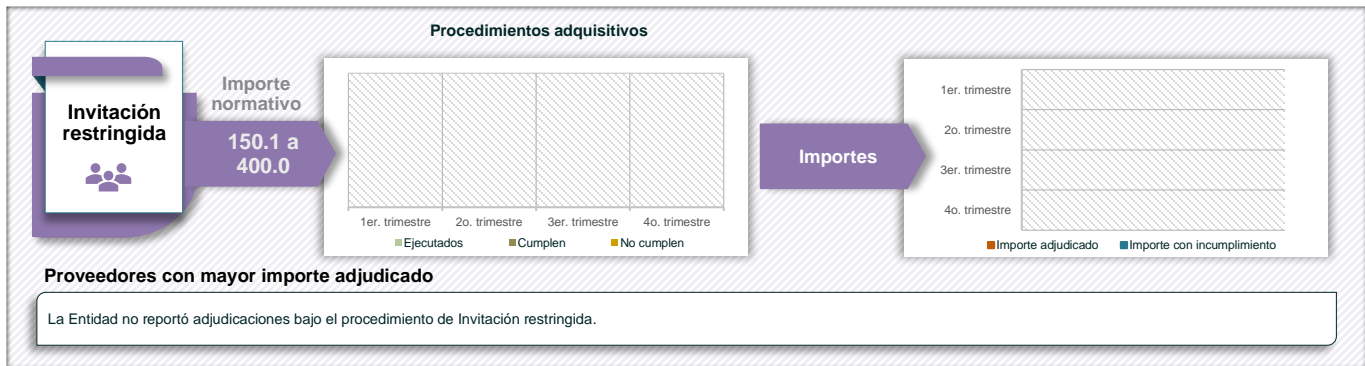 Procedimientos adquisitivos
Invitación
restringida
Importe
normativo
150.1 a
400.0
1er. trimestre
2o. trimestre
3er. trimestre
4o. trimestre
Ejecutados
Cumplen
No cumplen
Importes
1er. trimestre
2o. trimestre
3er. trimestre
4o. trimestre
Importe adjudicado
Importe con incumplimiento
Proveedores con mayor importe adjudicado
La Entidad no reportó adjudicaciones bajo el procedimiento de Invitación restringida.